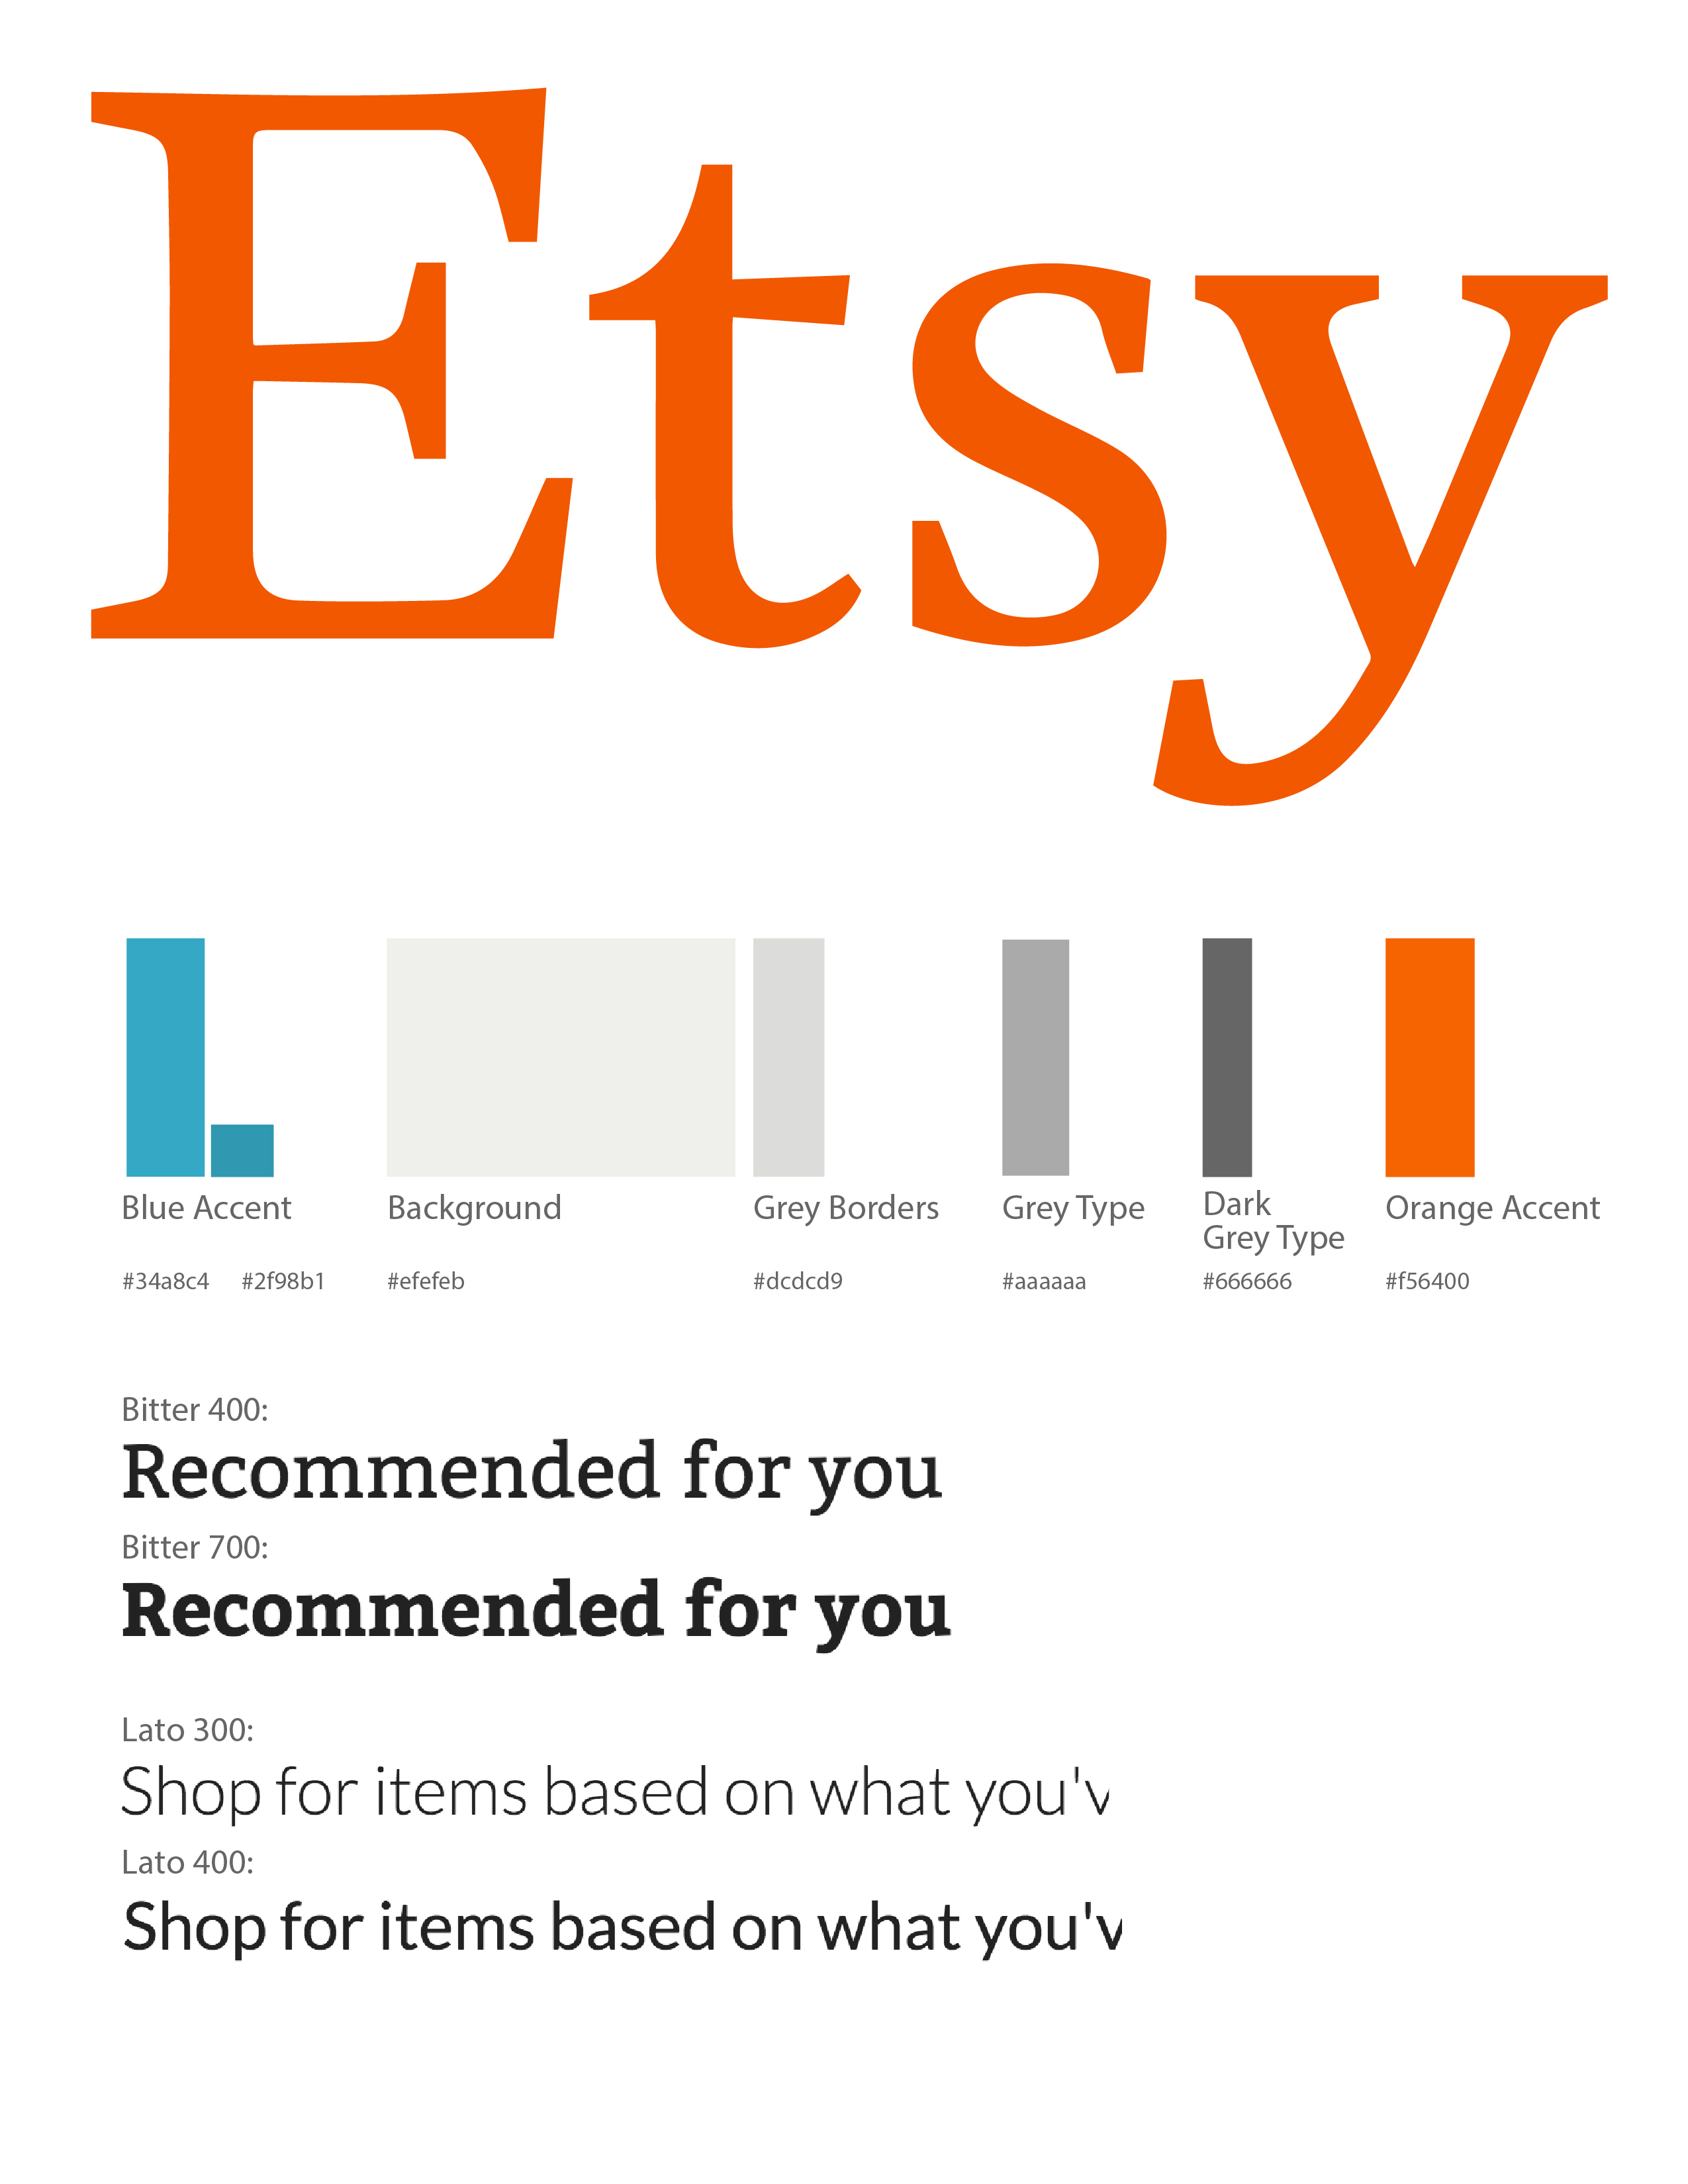 Etsy
Blue Accent
Background
Grey Borders
Grey Type
Dark
Grey Type
Orange Accent
#34a8c4 #2f98b1 #efefeb #dcdcd9 #aaaaaa #666666 #f56400
Bitter 400:
Recommended for you
Bitter 700:
Recommended for you
Lato 300:
Shop for items based on what you'v
Lato 400:
Shop for items based on what you'v